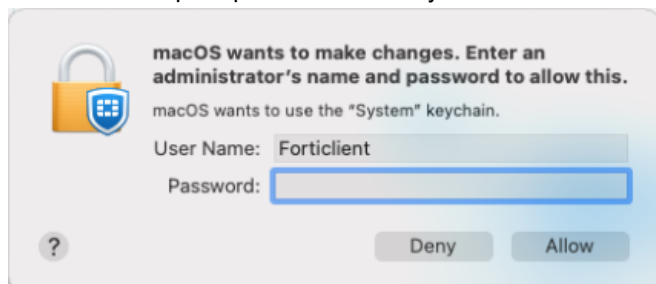 macOS wants to make changes. Enter an
administrator's name and password to allow this.
macOS wants to use the "System" keychain.
User Name: Forticlient
Password:
?
Deny
Allow